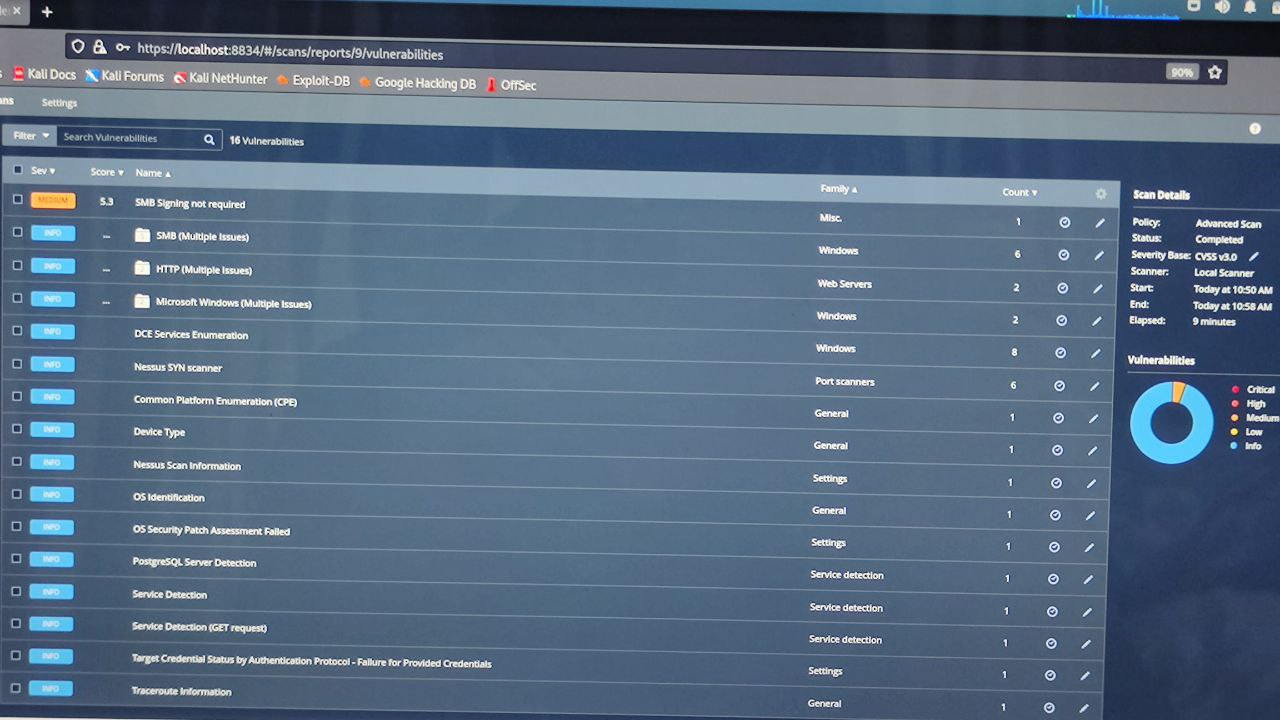 https://localhost:8834/#/scans/reports/9/vulnerabilities
Kali Docs Kali Forums Kali NetHunter Exploit-DB Google Hacking DB OffSec
90%
Settings
Filter Search Vulnerabilities 16 Vulnerabilities
Sev Score Name Family Count
MEDIUM 5.3 SMB Signing not required Misc. 1
INFO ... SMB (Multiple Issues) Windows 6
INFO ... HTTP (Multiple Issues) Web Servers 2
INFO ... Microsoft Windows (Multiple Issues) Windows 2
INFO DCE Services Enumeration Windows 8
INFO Nessus SYN scanner Port scanners 6
INFO Common Platform Enumeration (CPE) General 1
INFO Device Type General 1
INFO Nessus Scan Information Settings 1
INFO OS Identification General 1
INFO OS Security Patch Assessment Failed Settings 1
INFO PostgreSQL Server Detection Service detection 1
INFO Service Detection Service detection 1
INFO Service Detection (GET request) Service detection 1
INFO Target Credential Status by Authentication Protocol - Failure for Provided Credentials Settings 1
INFO Traceroute Information General 1
Scan Details
Policy: Advanced Scan
Status: Completed
Severity Base: CVSS v3.0
Scanner: Local Scanner
Start: Today at 10:50 AM
End: Today at 10:58 AM
Elapsed: 9 minutes
Vulnerabilities
Critical
High
Medium
Low
Info